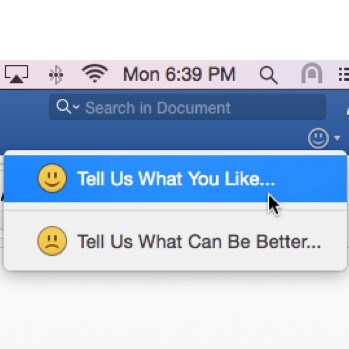 Mon 6:39 PM
Search in Document
Tell Us What You Like...
Tell Us What Can Be Better...